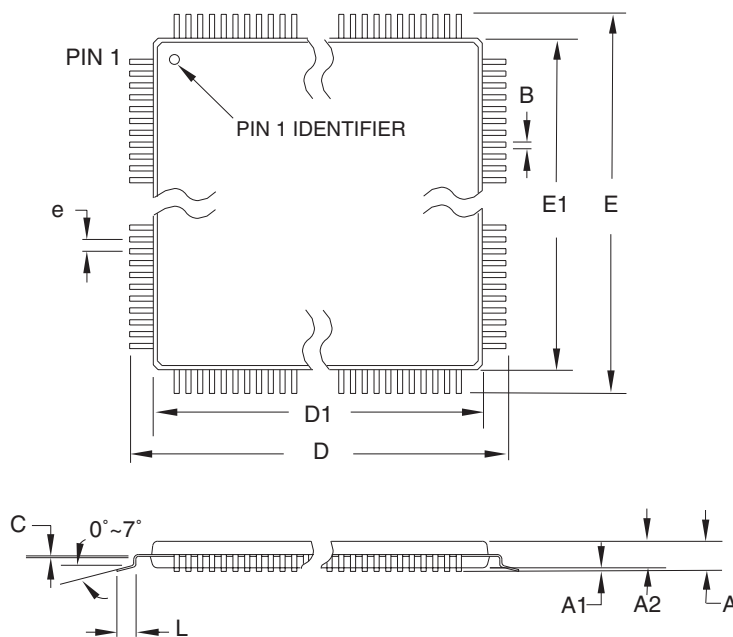 PIN 1
PIN 1 IDENTIFIER
B
e
E1
E
D1
D
C
0°~7°
L
A1
A2
A